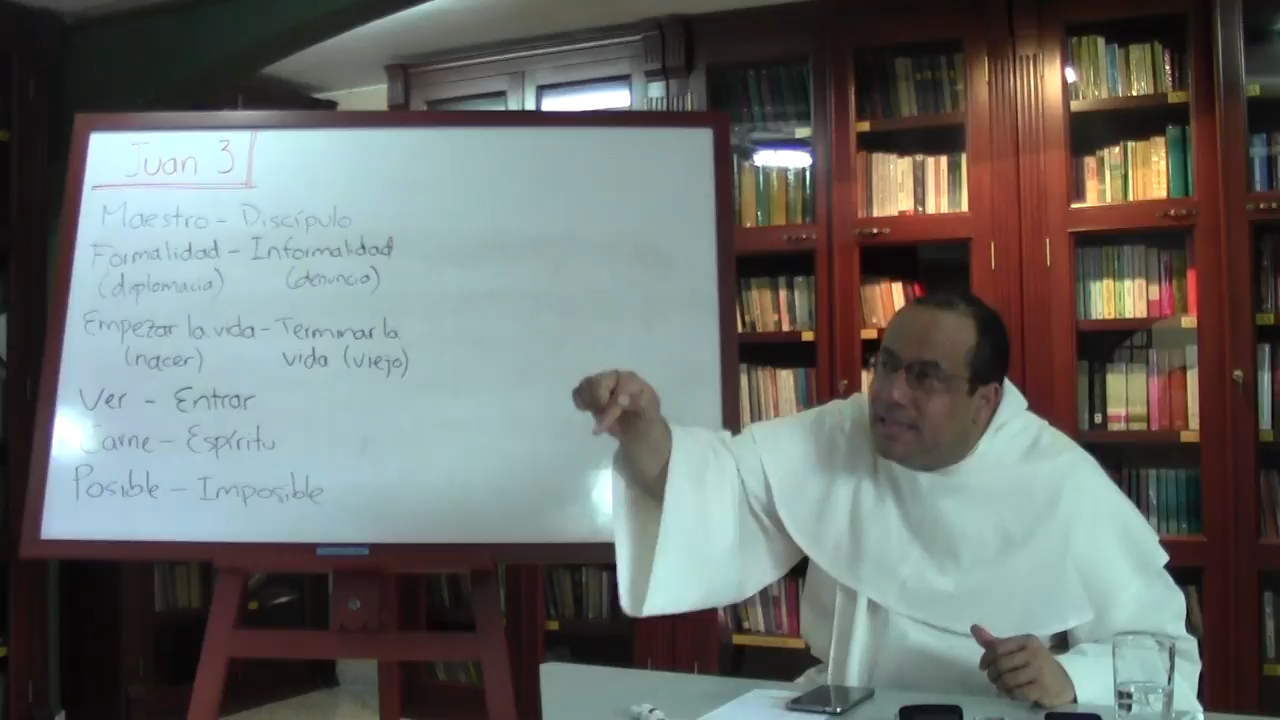 Juan 3
Maestro - Discípulo
Formalidad - Informalidad
(diplomacia) (denuncia)
Empezar la vida - Terminar la
(nacer) vida (viejo)
Ver - Entrar
Carne - Espíritu
Posible - Imposible